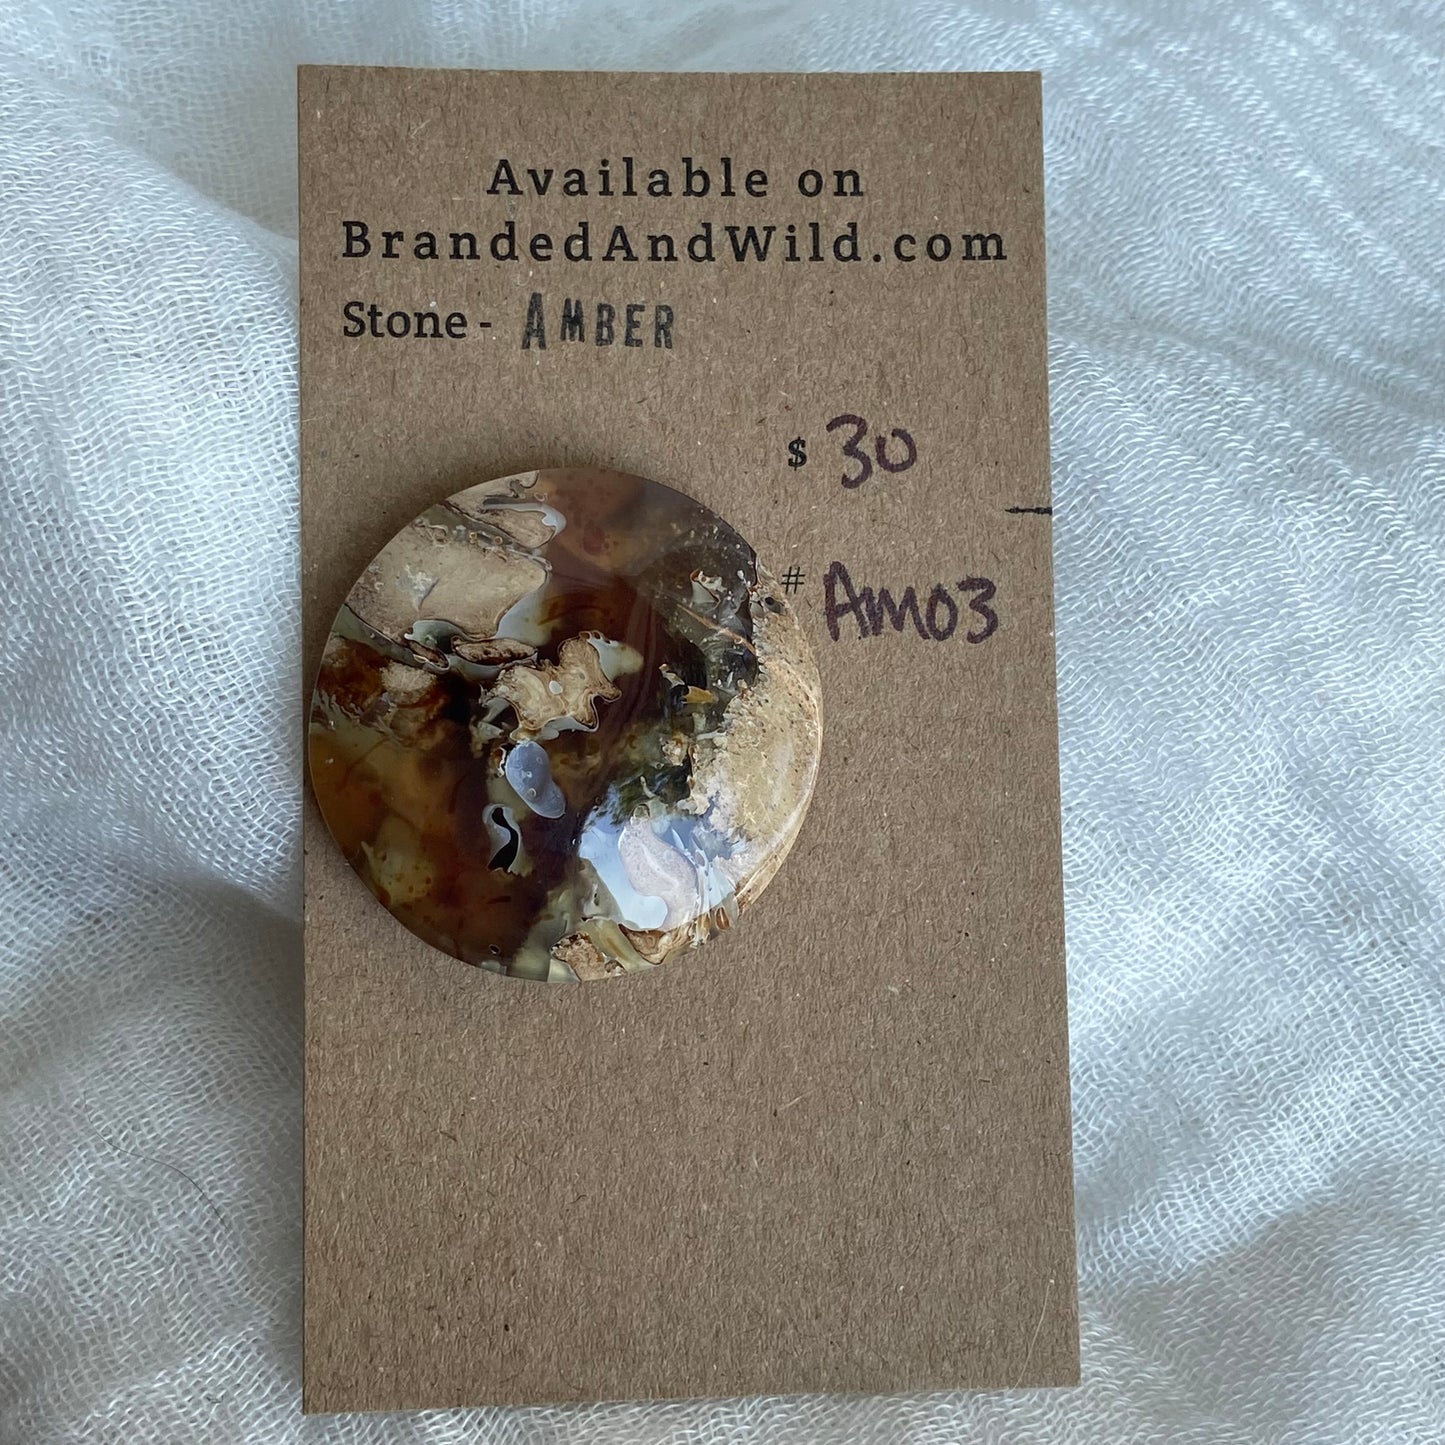 Available on
BrandedAndWild.com
Stone - AMBER
$ 30
# AM03